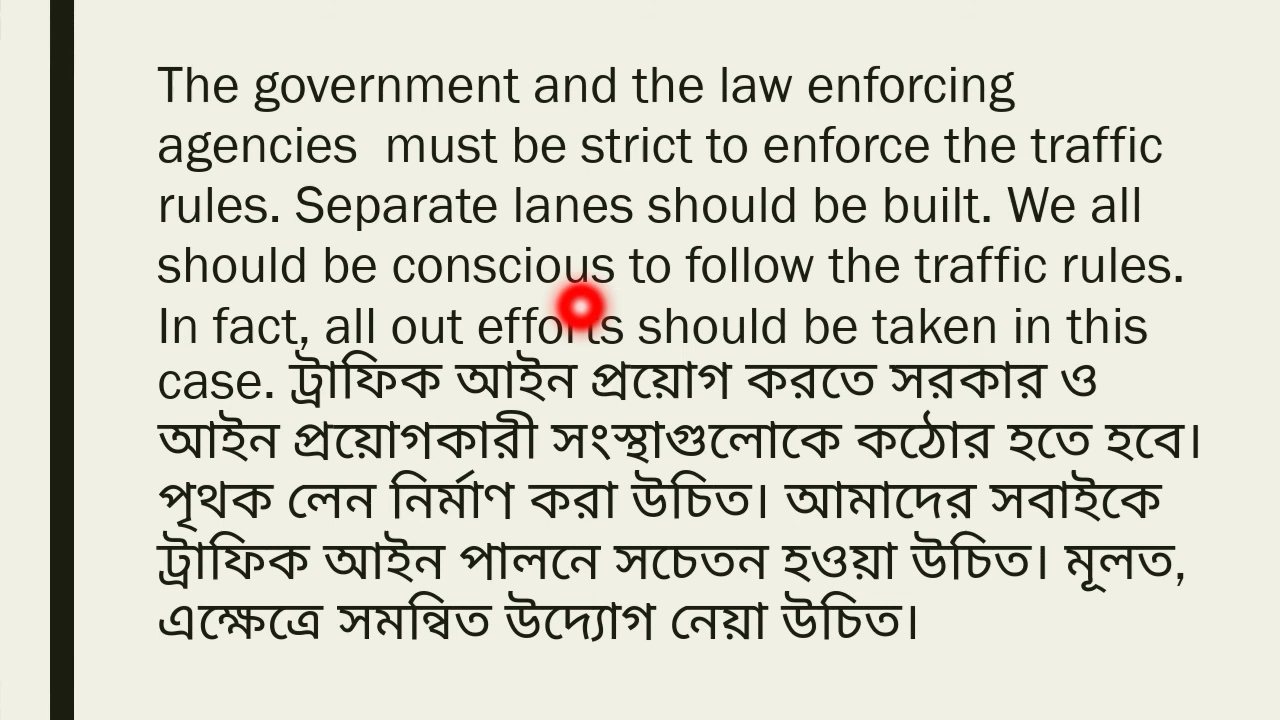 The government and the law enforcing
agencies  must be strict to enforce the traffic
rules. Separate lanes should be built. We all
should be conscious to follow the traffic rules.
In fact, all out efforts should be taken in this
case. ট্রাফিক আইন প্রয়োগ করতে সরকার ও
আইন প্রয়োগকারী সংস্থাগুলোকে কঠোর হতে হবে।
পৃথক লেন নির্মাণ করা উচিত। আমাদের সবাইকে
ট্রাফিক আইন পালনে সচেতন হওয়া উচিত। মূলত,
এক্ষেত্রে সমন্বিত উদ্যোগ নেয়া উচিত।